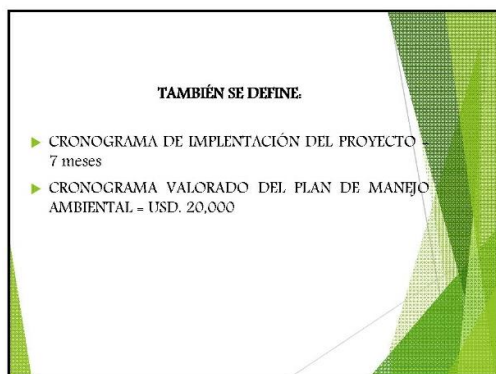 TAMBIÉN SE DEFINE:
CRONOGRAMA DE IMPLENTACIÓN DEL PROYECTO =
7 meses
CRONOGRAMA VALORADO DEL PLAN DE MANEJO
AMBIENTAL = USD. 20,000